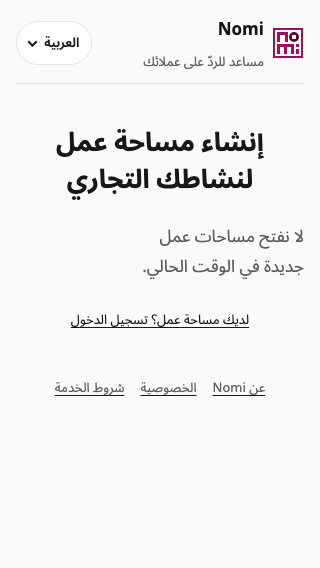 Nomi
مساعد للردّ على عملائك
العربية
إنشاء مساحة عمل
لنشاطك التجاري
لا نفتح مساحات عمل
جديدة في الوقت الحالي.
لديك مساحة عمل؟ تسجيل الدخول
عن Nomi الخصوصية شروط الخدمة